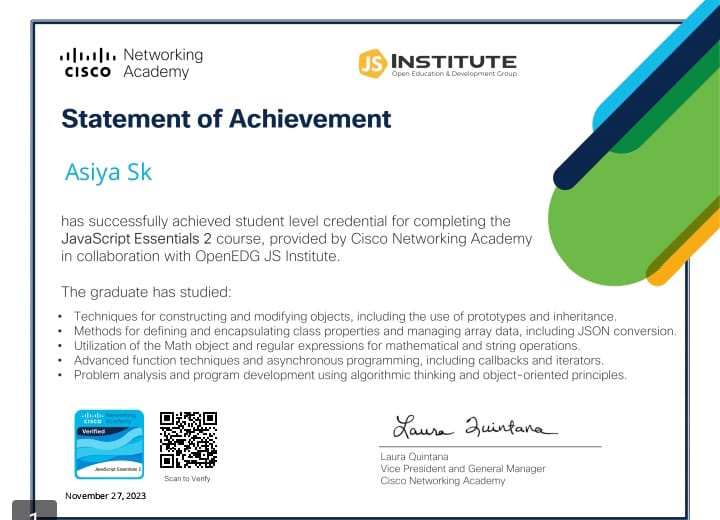 Networking
CISCO Academy
JS INSTITUTE
Open Education & Development Group
Statement of Achievement
Asiya Sk
has successfully achieved student level credential for completing the
JavaScript Essentials 2 course, provided by Cisco Networking Academy
in collaboration with OpenEDG JS Institute.
The graduate has studied:
• Techniques for constructing and modifying objects, including the use of prototypes and inheritance.
• Methods for defining and encapsulating class properties and managing array data, including JSON conversion.
• Utilization of the Math object and regular expressions for mathematical and string operations.
• Advanced function techniques and asynchronous programming, including callbacks and iterators.
• Problem analysis and program development using algorithmic thinking and object-oriented principles.
Networking
CISCO Academy
Verified
JavaScript Essentials 2
Scan to Verify
November 27, 2023
Laura Quintana
Laura Quintana
Vice President and General Manager
Cisco Networking Academy